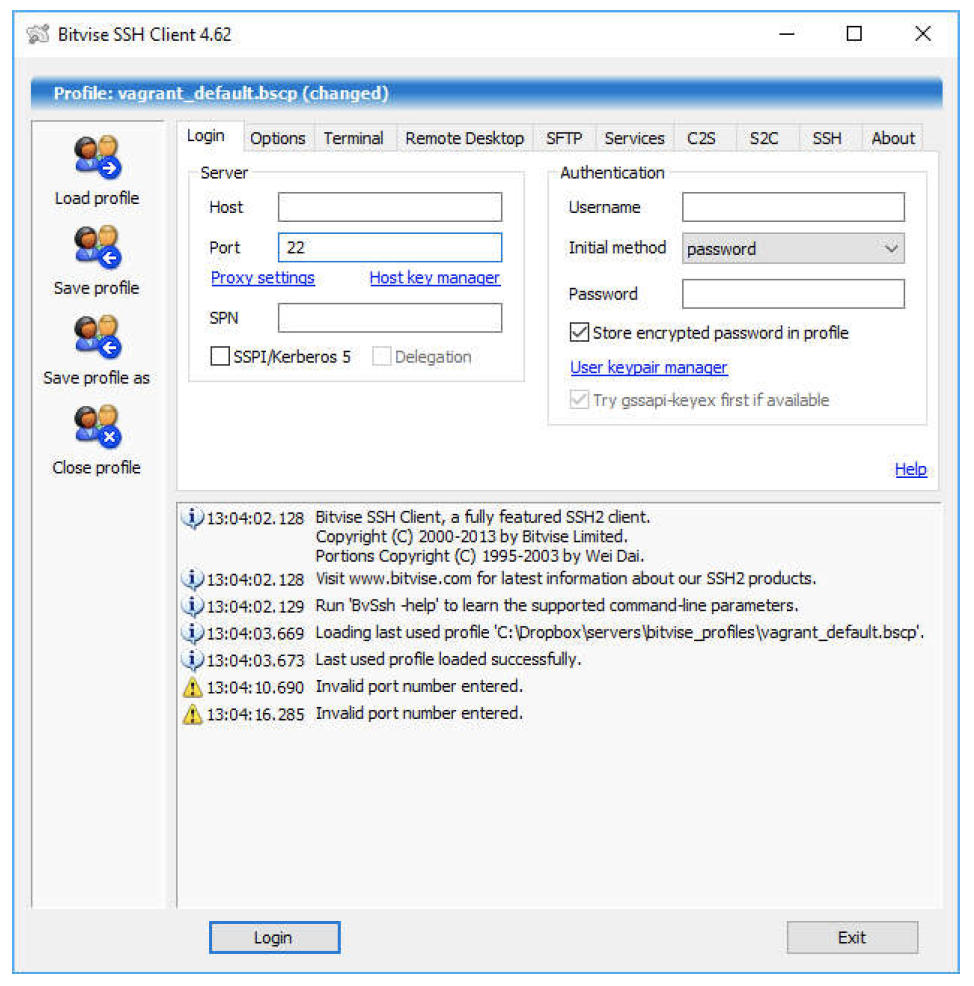 Bitvise SSH Client 4.62
Profile: vagrant_default.bscp (changed)
Load profile
Save profile
Save profile as
Close profile
Login Options Terminal Remote Desktop SFTP Services C2S S2C SSH About
Server
Host
Port 22
Proxy settings Host key manager
SPN
SSPI/Kerberos 5 Delegation
Authentication
Username
Initial method password
Password
Store encrypted password in profile
User keypair manager
Try gssapi-keyex first if available
Help
13:04:02.128 Bitvise SSH Client, a fully featured SSH2 client.
Copyright (C) 2000-2013 by Bitvise Limited.
Portions Copyright (C) 1995-2003 by Wei Dai.
13:04:02.128 Visit www.bitvise.com for latest information about our SSH2 products.
13:04:02.129 Run 'BvSsh -help' to learn the supported command-line parameters.
13:04:03.669 Loading last used profile 'C:\Dropbox\servers\bitvise_profiles\vagrant_default.bscp'.
13:04:03.673 Last used profile loaded successfully.
13:04:10.690 Invalid port number entered.
13:04:16.285 Invalid port number entered.
Login Exit